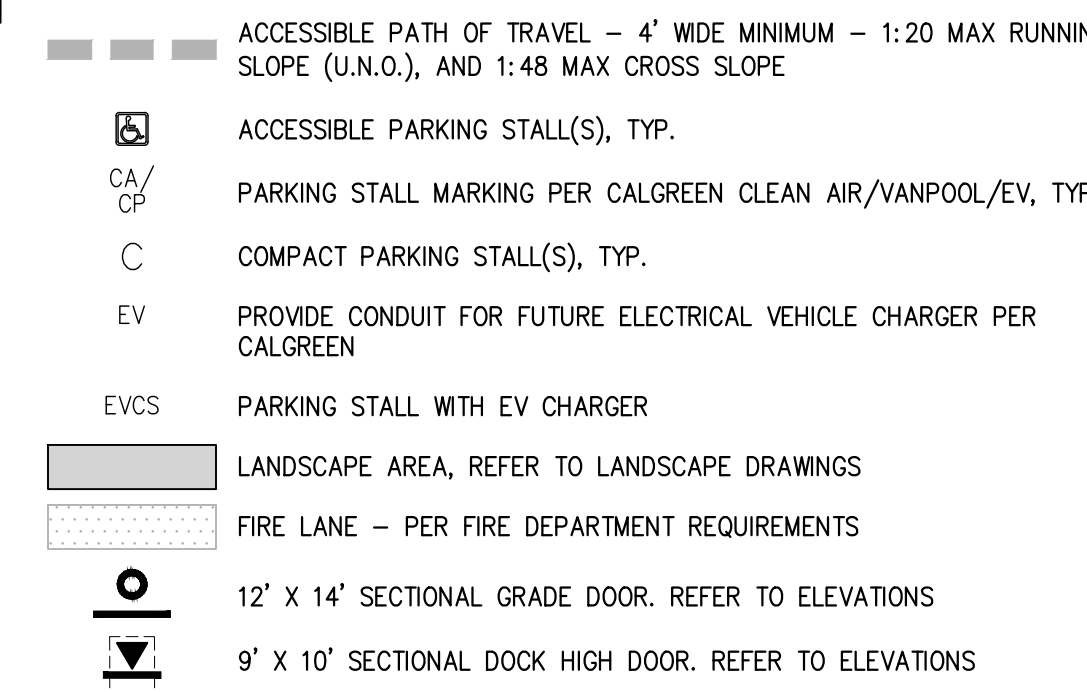 ACCESSIBLE PATH OF TRAVEL – 4' WIDE MINIMUM – 1:20 MAX
SLOPE (U.N.O.), AND 1:48 MAX CROSS SLOPE
ACCESSIBLE PARKING STALL(S), TYP.
CA/
CP
PARKING STALL MARKING PER CALGREEN CLEAN AIR/VANPOOL/EV,
C
COMPACT PARKING STALL(S), TYP.
EV
PROVIDE CONDUIT FOR FUTURE ELECTRICAL VEHICLE CHARGER PER
CALGREEN
EVCS
PARKING STALL WITH EV CHARGER
LANDSCAPE AREA, REFER TO LANDSCAPE DRAWINGS
FIRE LANE – PER FIRE DEPARTMENT REQUIREMENTS
12' X 14' SECTIONAL GRADE DOOR. REFER TO ELEVATIONS
9' X 10' SECTIONAL DOCK HIGH DOOR. REFER TO ELEVATIONS